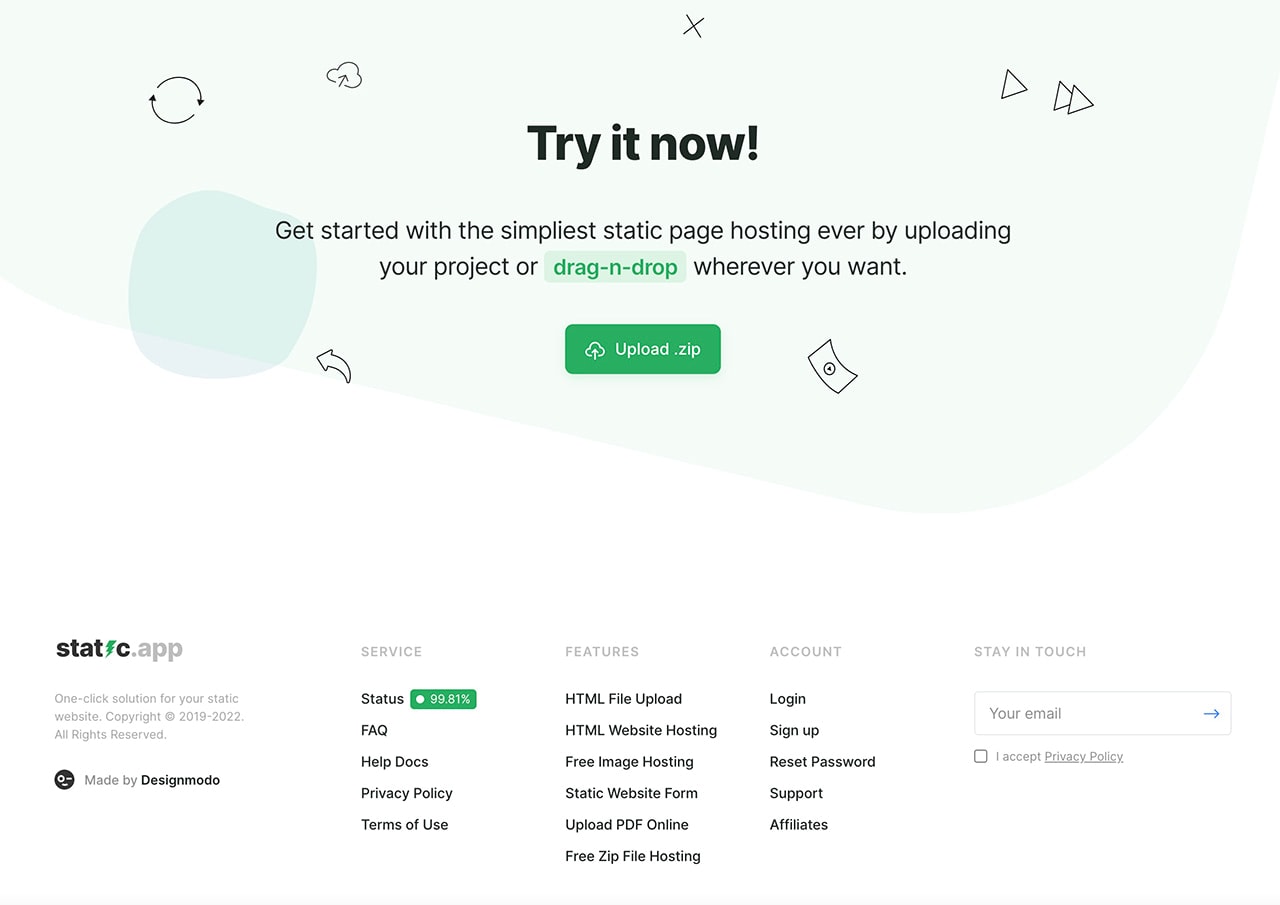 Try it now!
Get started with the simpliest static page hosting ever by uploading
your project or drag-n-drop wherever you want.
Upload .zip
static.app
One-click solution for your static
website. Copyright © 2019-2022.
All Rights Reserved.
Made by Designmodo
SERVICE
Status 99.81%
FAQ
Help Docs
Privacy Policy
Terms of Use
FEATURES
HTML File Upload
HTML Website Hosting
Free Image Hosting
Static Website Form
Upload PDF Online
Free Zip File Hosting
ACCOUNT
Login
Sign up
Reset Password
Support
Affiliates
STAY IN TOUCH
Your email
I accept Privacy Policy